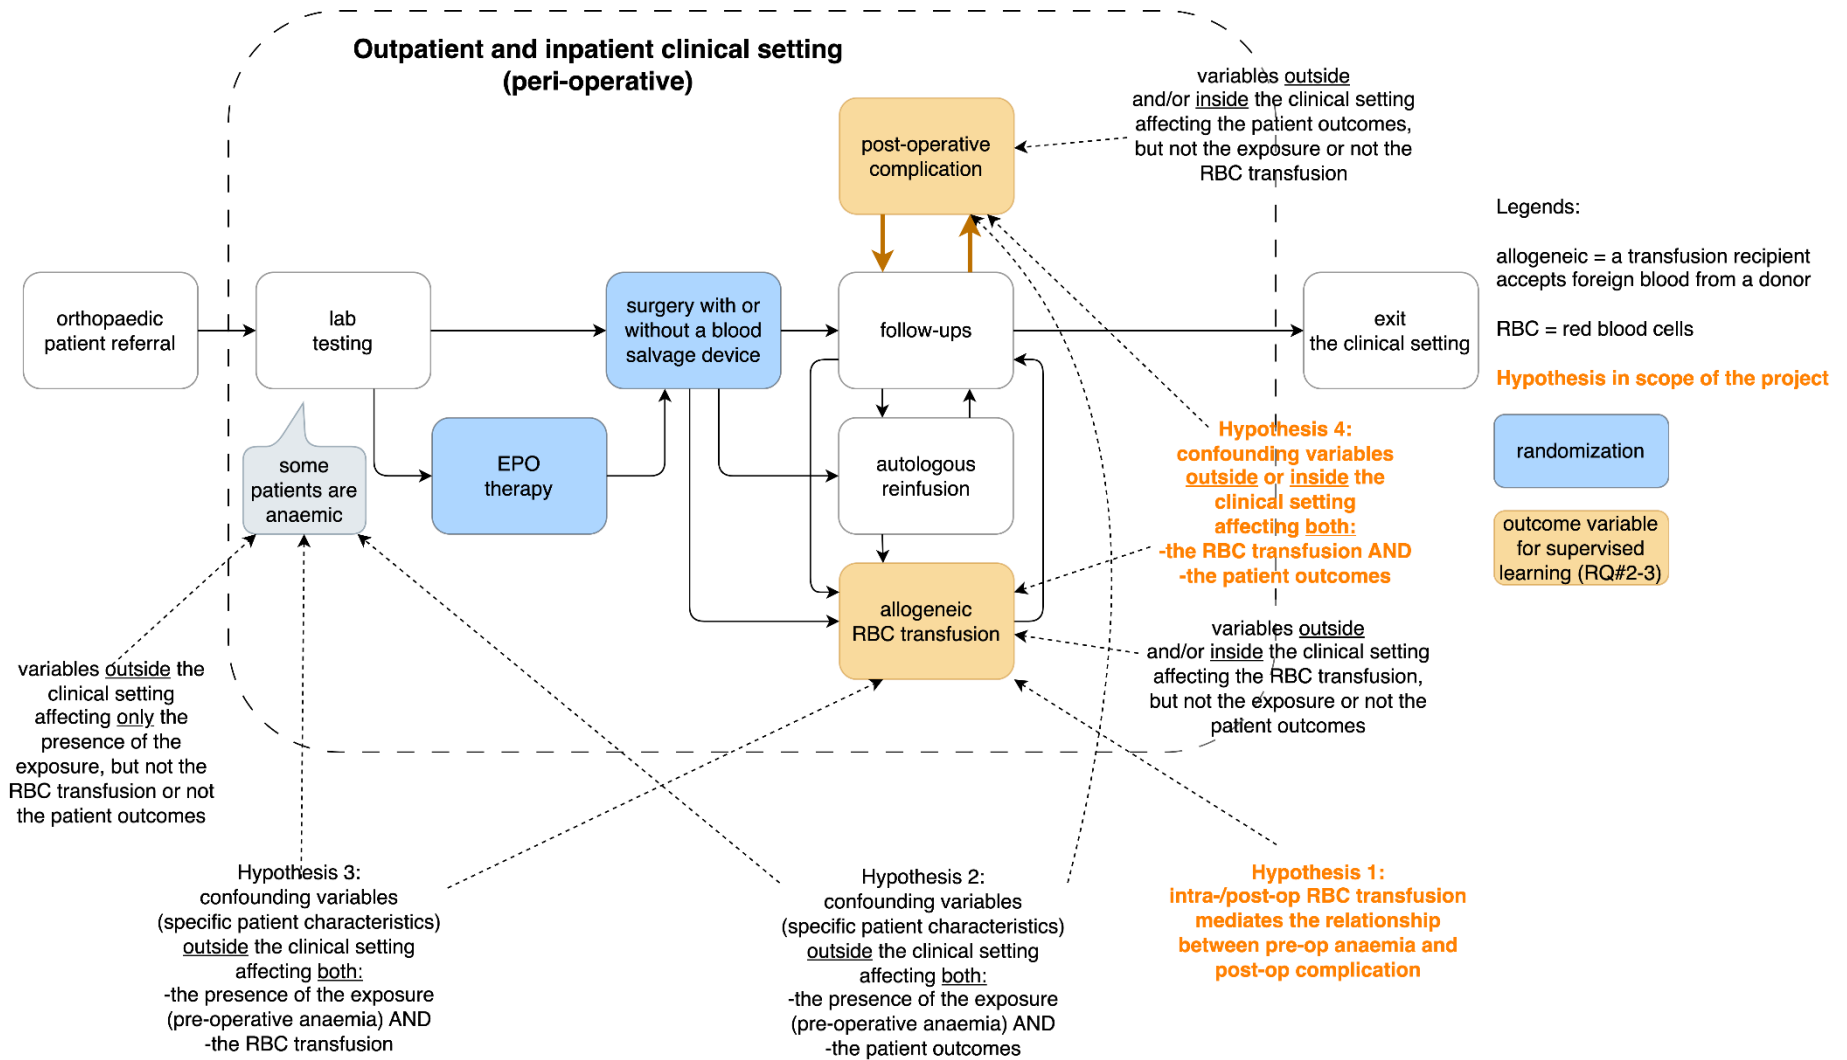 Outpatient and inpatient clinical setting
(peri-operative)
variables outside
and/or inside the clinical setting
affecting the patient outcomes,
but not the exposure or not the
RBC transfusion
post-operative
complication
Legends:
allogeneic = a transfusion recipient
accepts foreign blood from a donor
RBC = red blood cells
Hypothesis in scope of the project
randomization
outcome variable
for supervised
learning (RQ#2-3)
orthopaedic
patient referral
lab
testing
surgery with or
without a blood
salvage device
follow-ups
exit
the clinical setting
some
patients are
anaemic
EPO
therapy
autologous
reinfusion
Hypothesis 4:
confounding variables
outside or inside the
clinical setting
affecting both:
-the RBC transfusion AND
-the patient outcomes
allogeneic
RBC transfusion
variables outside
and/or inside the clinical setting
affecting the RBC transfusion,
but not the exposure or not the
patient outcomes
variables outside the
clinical setting
affecting only the
presence of the
exposure, but not the
RBC transfusion or not
the patient outcomes
Hypothesis 3:
confounding variables
(specific patient characteristics)
outside the clinical setting
affecting both:
-the presence of the exposure
(pre-operative anaemia) AND
-the RBC transfusion
Hypothesis 2:
confounding variables
(specific patient characteristics)
outside the clinical setting
affecting both:
-the presence of the exposure
(pre-operative anaemia) AND
-the patient outcomes
Hypothesis 1:
intra-/post-op RBC transfusion
mediates the relationship
between pre-op anaemia and
post-op complication